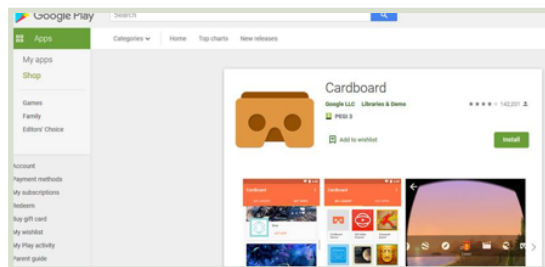 Google Play
Search
Apps
Categories
Home
Top charts
New releases
My apps
Shop
Games
Family
Editors' Choice
Account
Payment methods
My subscriptions
Redeem
Buy gift card
My wishlist
My Play activity
Parent guide
Cardboard
Google LLC Libraries & Demo
142,201
PEGI 3
Add to wishlist
Install
Cardboard
Cardboard